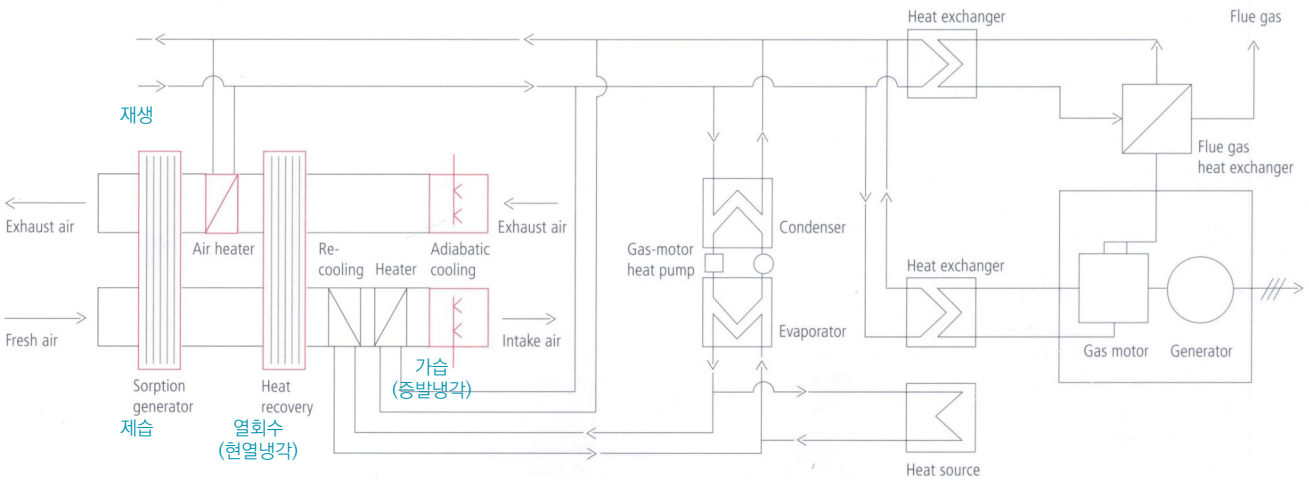 Heat exchanger
Flue gas
재생
Flue gas
heat exchanger
Exhaust air
Air heater
Re-
cooling
Heater
Adiabatic
cooling
Exhaust air
Gas-motor
heat pump
Condenser
Heat exchanger
Fresh air
Intake air
Evaporator
Gas motor
Generator
가습
(증발냉각)
Sorption
generator
제습
Heat
recovery
열회수
(현열냉각)
Heat source